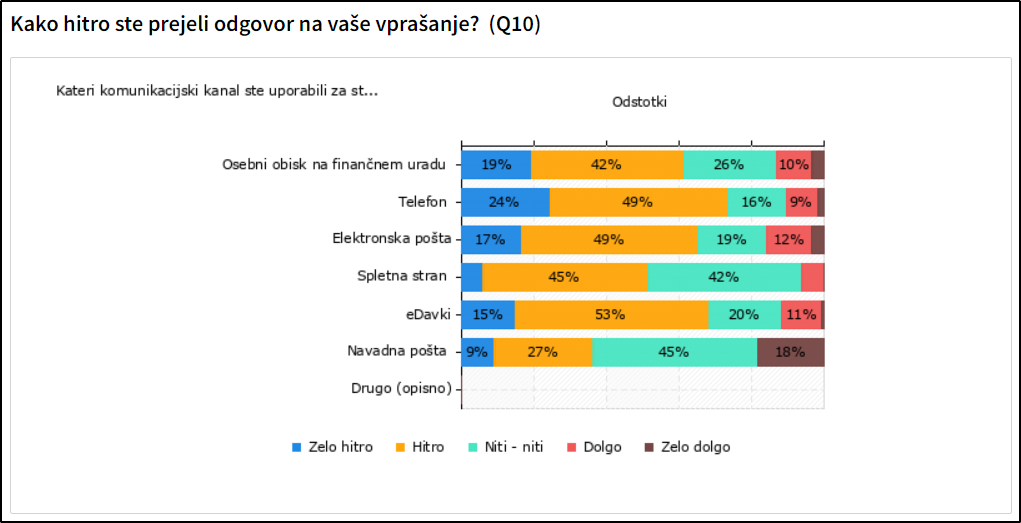 Kako hitro ste prejeli odgovor na vaše vprašanje?  (Q10)
Kateri komunikacijski kanal ste uporabili za st...
Odstotki
Osebni obisk na finančnem uradu 19% 42% 26% 10%
Telefon 24% 49% 16% 9%
Elektronska pošta 17% 49% 19% 12%
Spletna stran 45% 42%
eDavki 15% 53% 20% 11%
Navadna pošta 9% 27% 45% 18%
Drugo (opisno)
Zelo hitro Hitro Niti - niti Dolgo Zelo dolgo